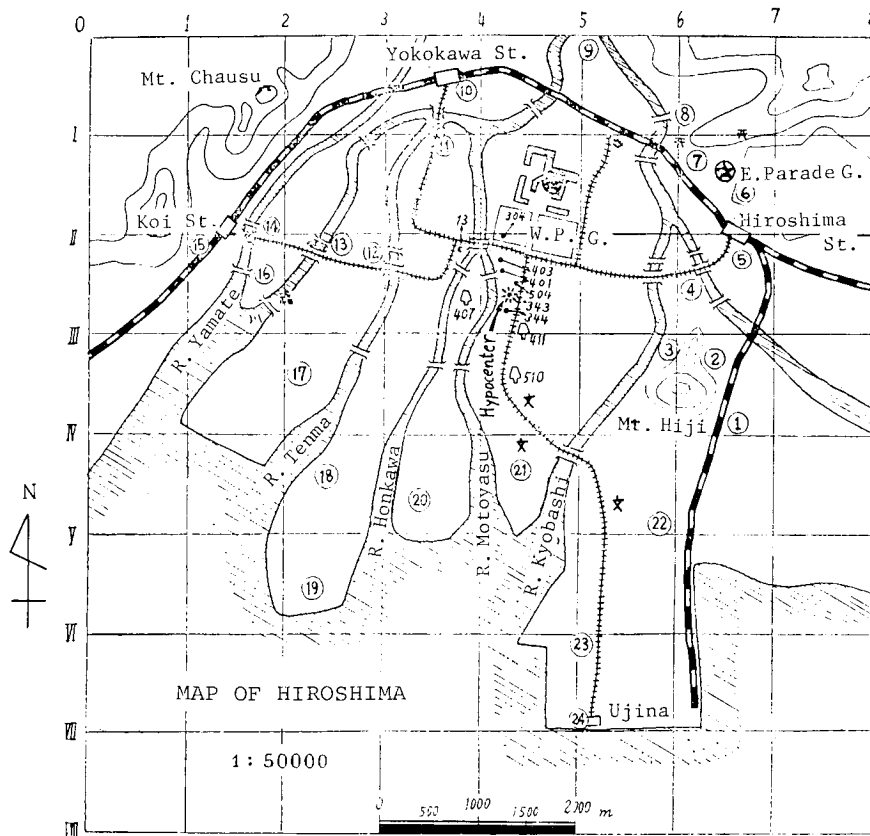 0 1 2 3 4 5 6 7 8
Yokokawa St.
Mt. Chausu
⑨
⑩
⑧
I
⑪
⑦
E. Parade G.
⑥
304
Koi St.
⑭
13
W. P. G.
Hiroshima
St.
II
⑮
⑬
⑫
⑤
403
⑯
401
④
504
407
343
344
III
R. Yamate
411
③
②
⑰
Hypocenter
510
①
Mt. Hiji
IV
R. Tenma
⑱
㉑
N
R. Honkawa
⑳
R. Motoyasu
R. Kyobashi
㉒
V
⑲
VI
㉓
MAP OF HIROSHIMA
㉔
Ujina
VII
1:50000
0 1000 2000 m
500 1500
VIII